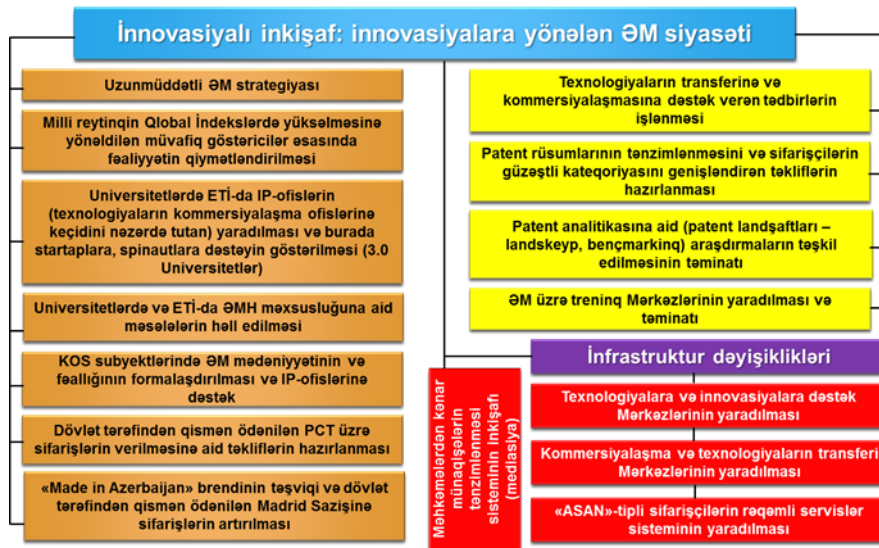 İnnovasiyalı inkişaf: innovasiyalara yönələn ƏM siyasəti
Uzunmüddətli ƏM strategiyası
Milli reytinqin Qlobal İndekslərdə yüksəlməsinə
yönəldilən müvafiq göstəricilər əsasında
fəaliyyətin qiymətləndirilməsi
Universitetlərdə ETİ-da IP-ofislərin
(texnologiyaların kommersiyalaşma ofislərinə
keçidini nəzərdə tutan) yaradılması və burada
startaplara, spinautlara dəstəyin göstərilməsi (3.0
Universitetlər)
Universitetlərdə və ETİ-da ƏMH məxsusluğuna aid
məsələlərin həll edilməsi
KOS subyektlərində ƏM mədəniyyətinin və
fəallığının formalaşdırılması və IP-ofislərinə
dəstək
Dövlət tərəfindən qismən ödənilən PCT üzrə
sifarişlərin verilməsinə aid təkliflərin hazırlanması
«Made in Azerbaijan» brendinin təşviqi və dövlət
tərəfindən qismən ödənilən Madrid Sazişinə
sifarişlərin artırılması
Texnologiyaların transferinə və
kommersiyalaşmasına dəstək verən tədbirlərin
işlənməsi
Patent rüsumlarının tənzimlənməsini və sifarişçilərin
güzəştli kateqoriyasını genişləndirən təkliflərin
hazırlanması
Patent analitikasına aid (patent landşaftları –
landskeyp, bençmarkinq) araşdırmaların təşkil
edilməsinin təminatı
ƏM üzrə treninq Mərkəzlərinin yaradılması və
təminatı
Məhkəmələrdən kənar
münaqişələrin
tənzimlənməsi
sisteminin inkişafı
(mediasiya)
İnfrastruktur dəyişiklikləri
Texnologiyalara və innovasiyalara dəstək
Mərkəzlərinin yaradılması
Kommersiyalaşma və texnologiyaların transferi
Mərkəzlərinin yaradılması
«ASAN»-tipli sifarişçilərin rəqəmli servislər
sisteminin yaradılması